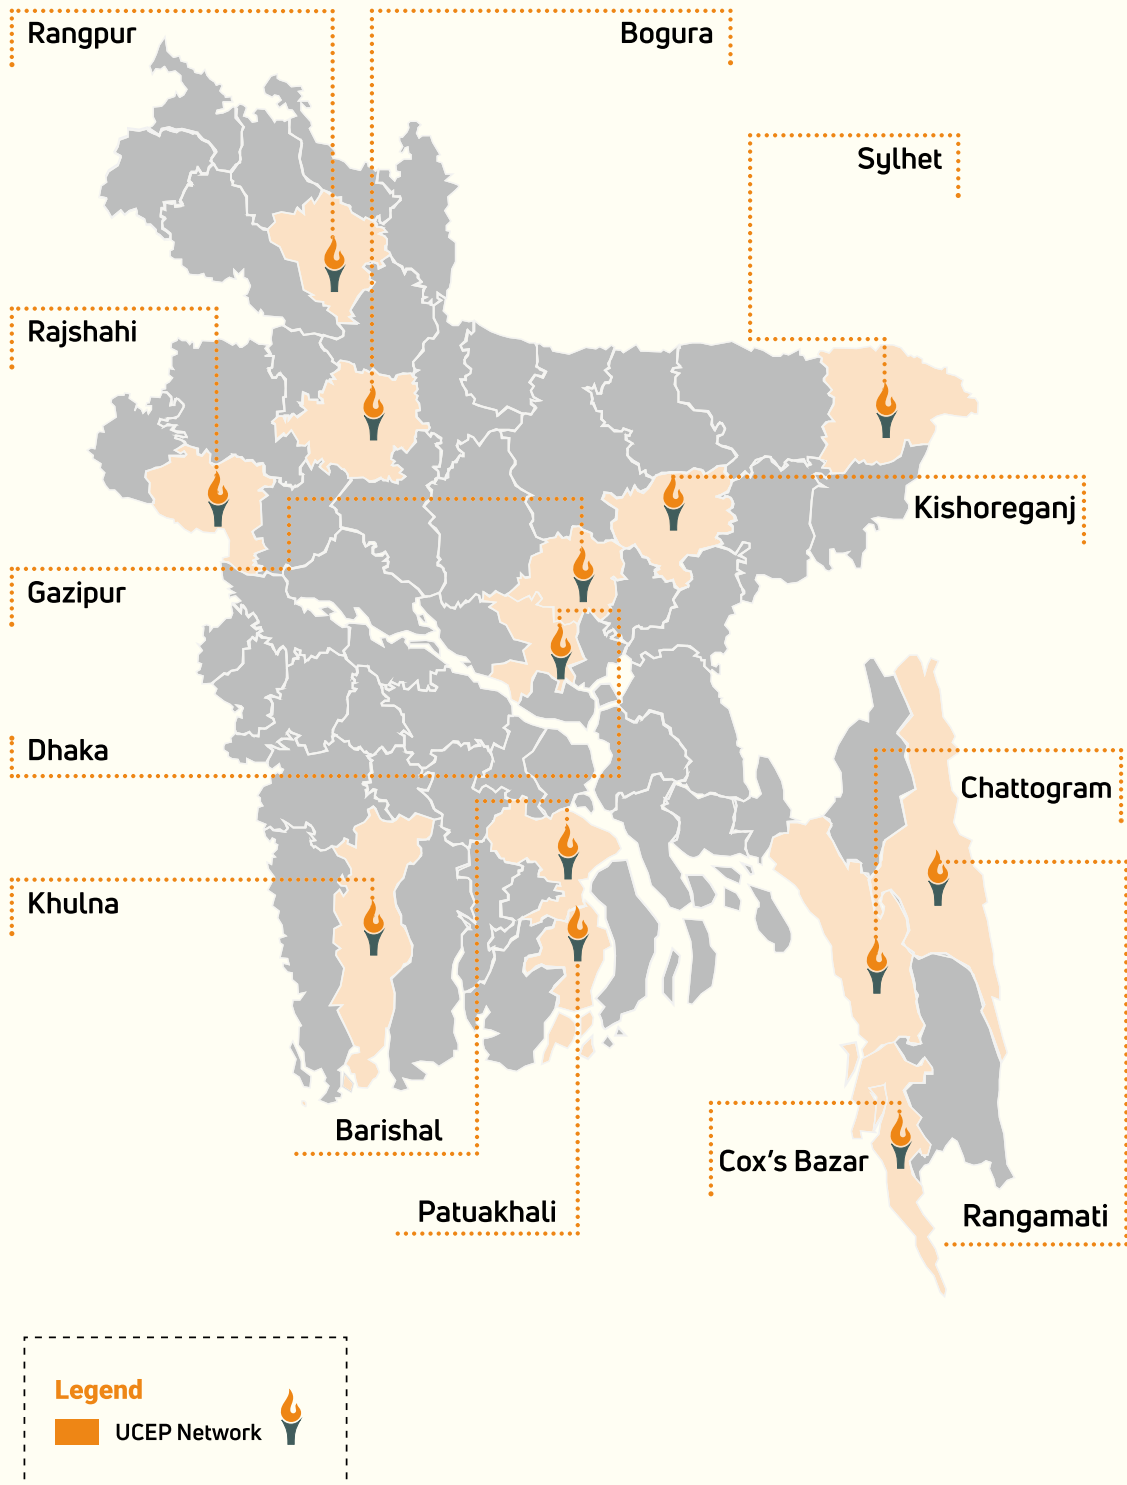 Rangpur
Bogura
Sylhet
Rajshahi
Kishoreganj
Gazipur
Dhaka
Chattogram
Khulna
Barishal
Cox's Bazar
Patuakhali
Rangamati
Legend
UCEP Network